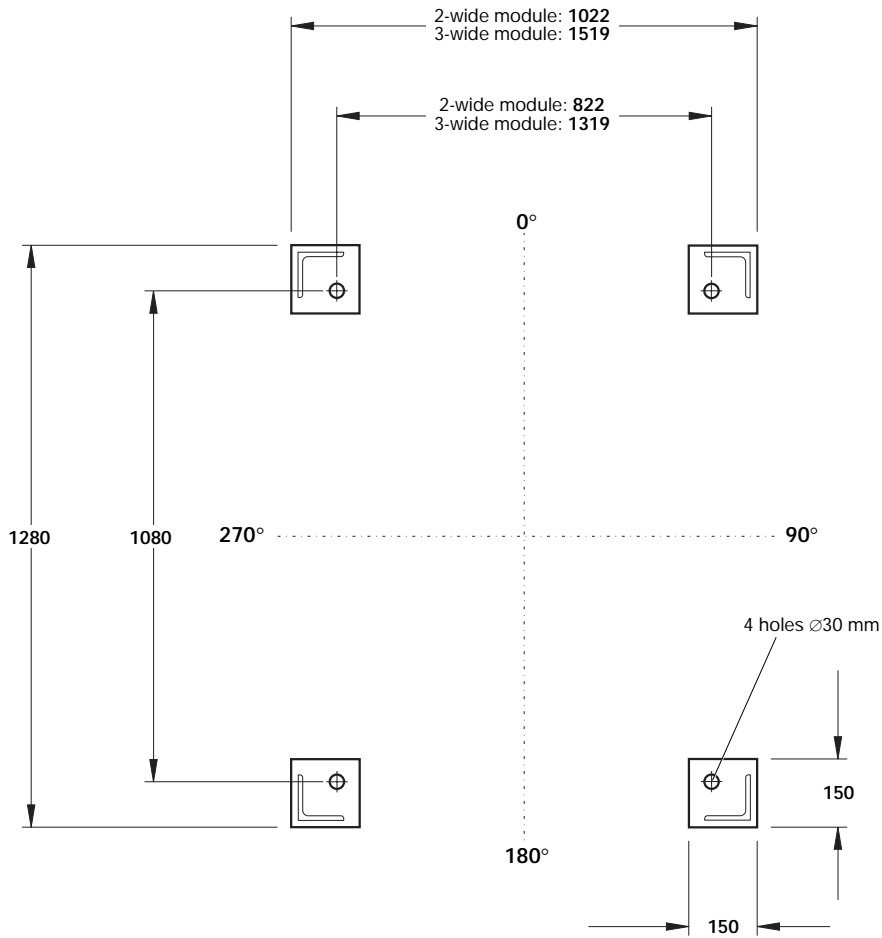 2-wide module: 1022
3-wide module: 1519
2-wide module: 822
3-wide module: 1319
0°
1280
1080
270°
90°
4 holes ∅30 mm
150
180°
150